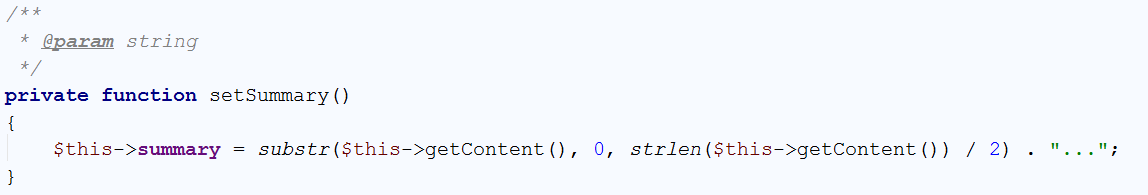 /**
 * @param string
 */
private function setSummary()
{
    $this->summary = substr($this->getContent(), 0, strlen($this->getContent()) / 2) . "...";
}